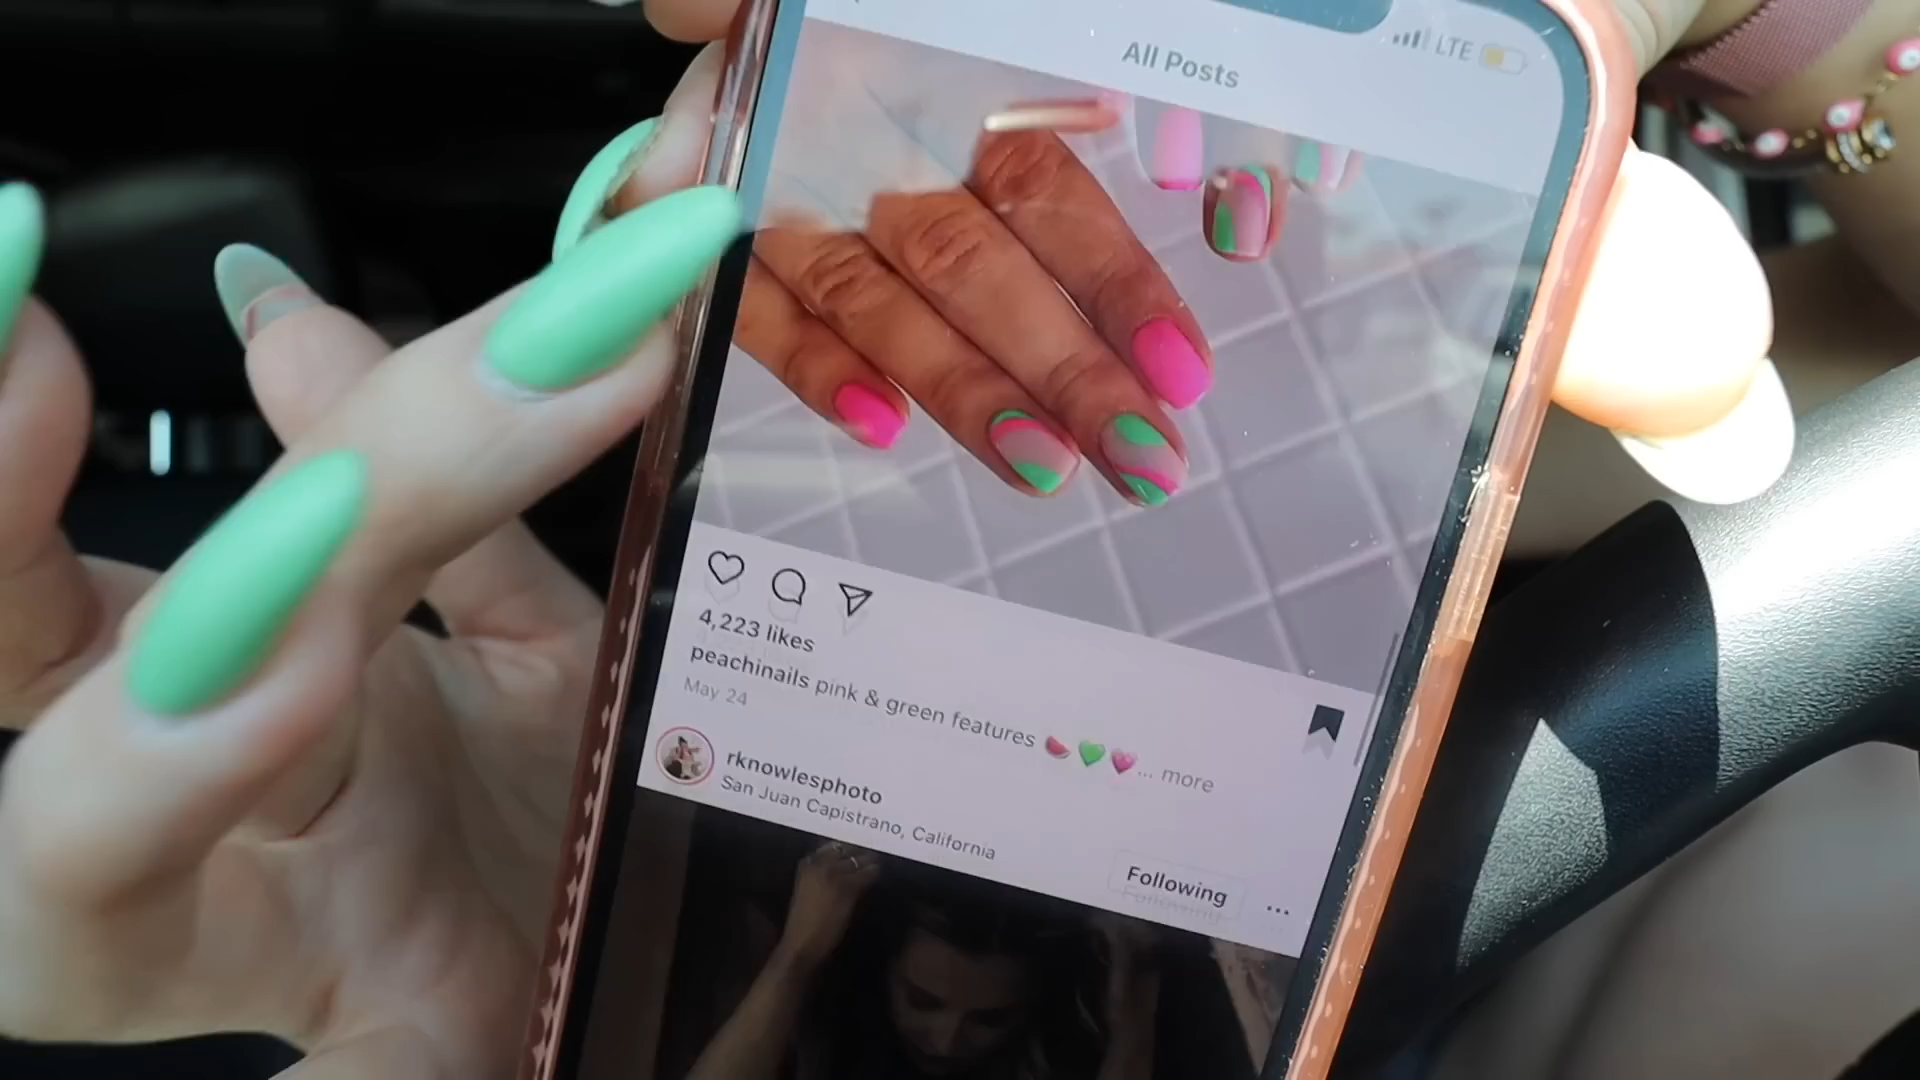 LTE
All Posts
4,223 likes
peachinails pink & green features 🍉 💚 💗... more
May 24
rknowlesphoto
San Juan Capistrano, California
Following